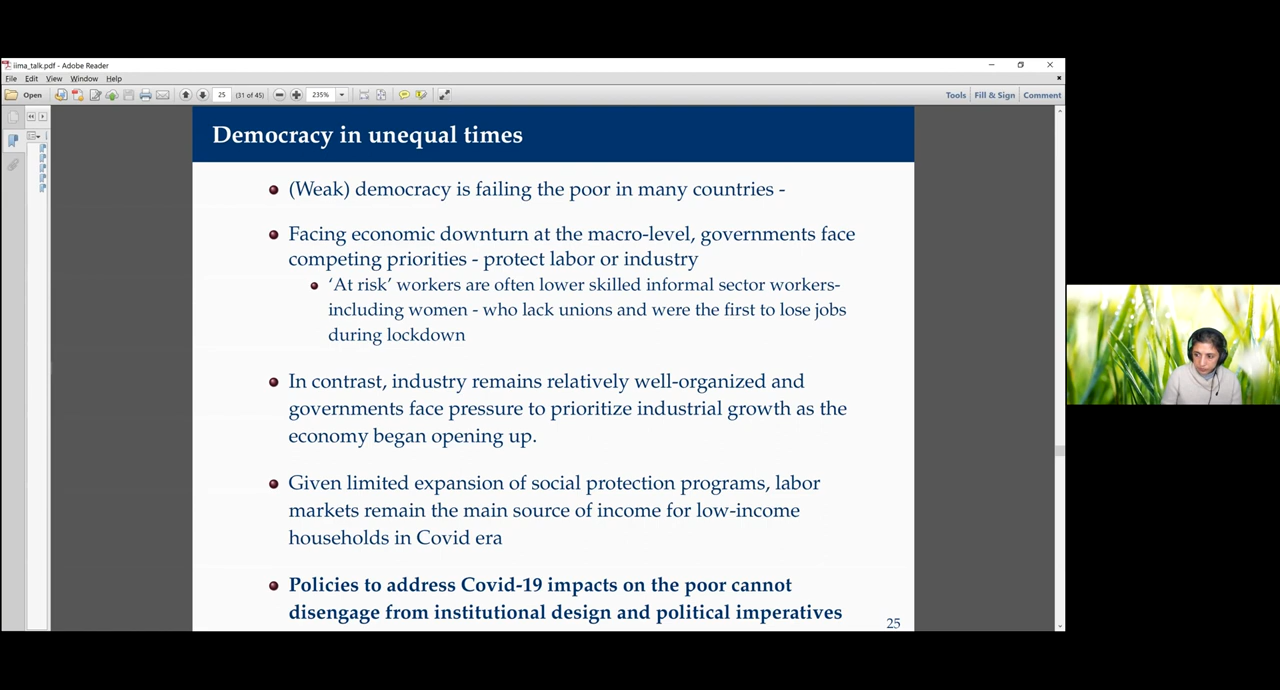 iima_talk.pdf - Adobe Reader
File Edit View Window Help
Open 25 (31 of 45) 235% Tools Fill & Sign Comment
Democracy in unequal times
(Weak) democracy is failing the poor in many countries -
Facing economic downturn at the macro-level, governments face
competing priorities - protect labor or industry
‘At risk’ workers are often lower skilled informal sector workers-
including women - who lack unions and were the first to lose jobs
during lockdown
In contrast, industry remains relatively well-organized and
governments face pressure to prioritize industrial growth as the
economy began opening up.
Given limited expansion of social protection programs, labor
markets remain the main source of income for low-income
households in Covid era
Policies to address Covid-19 impacts on the poor cannot
disengage from institutional design and political imperatives
25